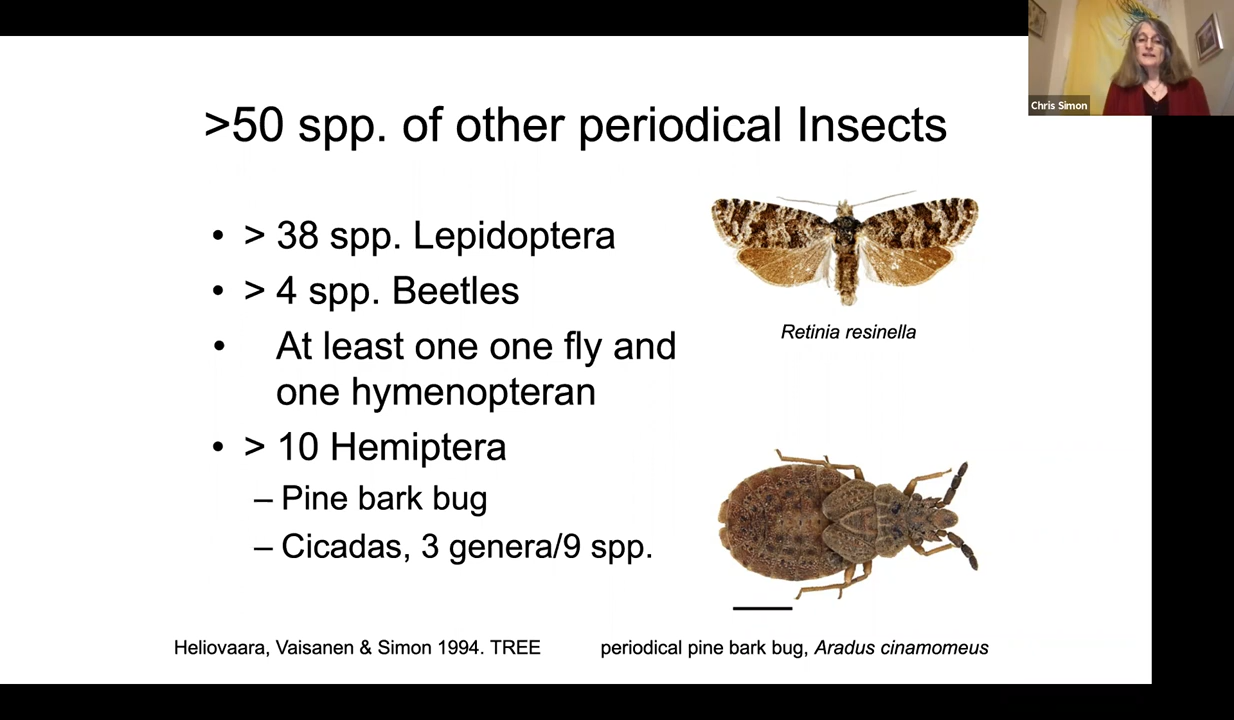 Chris Simon
>50 spp. of other periodical Insects
• > 38 spp. Lepidoptera
• > 4 spp. Beetles
• At least one one fly and
one hymenopteran
• > 10 Hemiptera
– Pine bark bug
– Cicadas, 3 genera/9 spp.
Retinia resinella
Heliovaara, Vaisanen & Simon 1994. TREE
periodical pine bark bug, Aradus cinamomeus